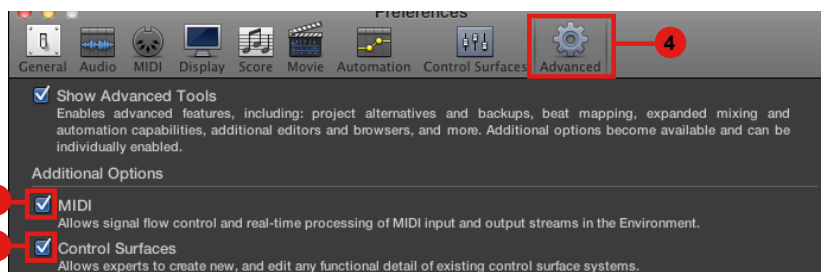 Preferences
General Audio MIDI Display Score Movie Automation Control Surfaces Advanced
4
Show Advanced Tools
Enables advanced features, including: project alternatives and backups, beat mapping, expanded mixing and
automation capabilities, additional editors and browsers, and more. Additional options become available and can be
individually enabled.
Additional Options
MIDI
Allows signal flow control and real-time processing of MIDI input and output streams in the Environment.
Control Surfaces
Allows experts to create new, and edit any functional detail of existing control surface systems.